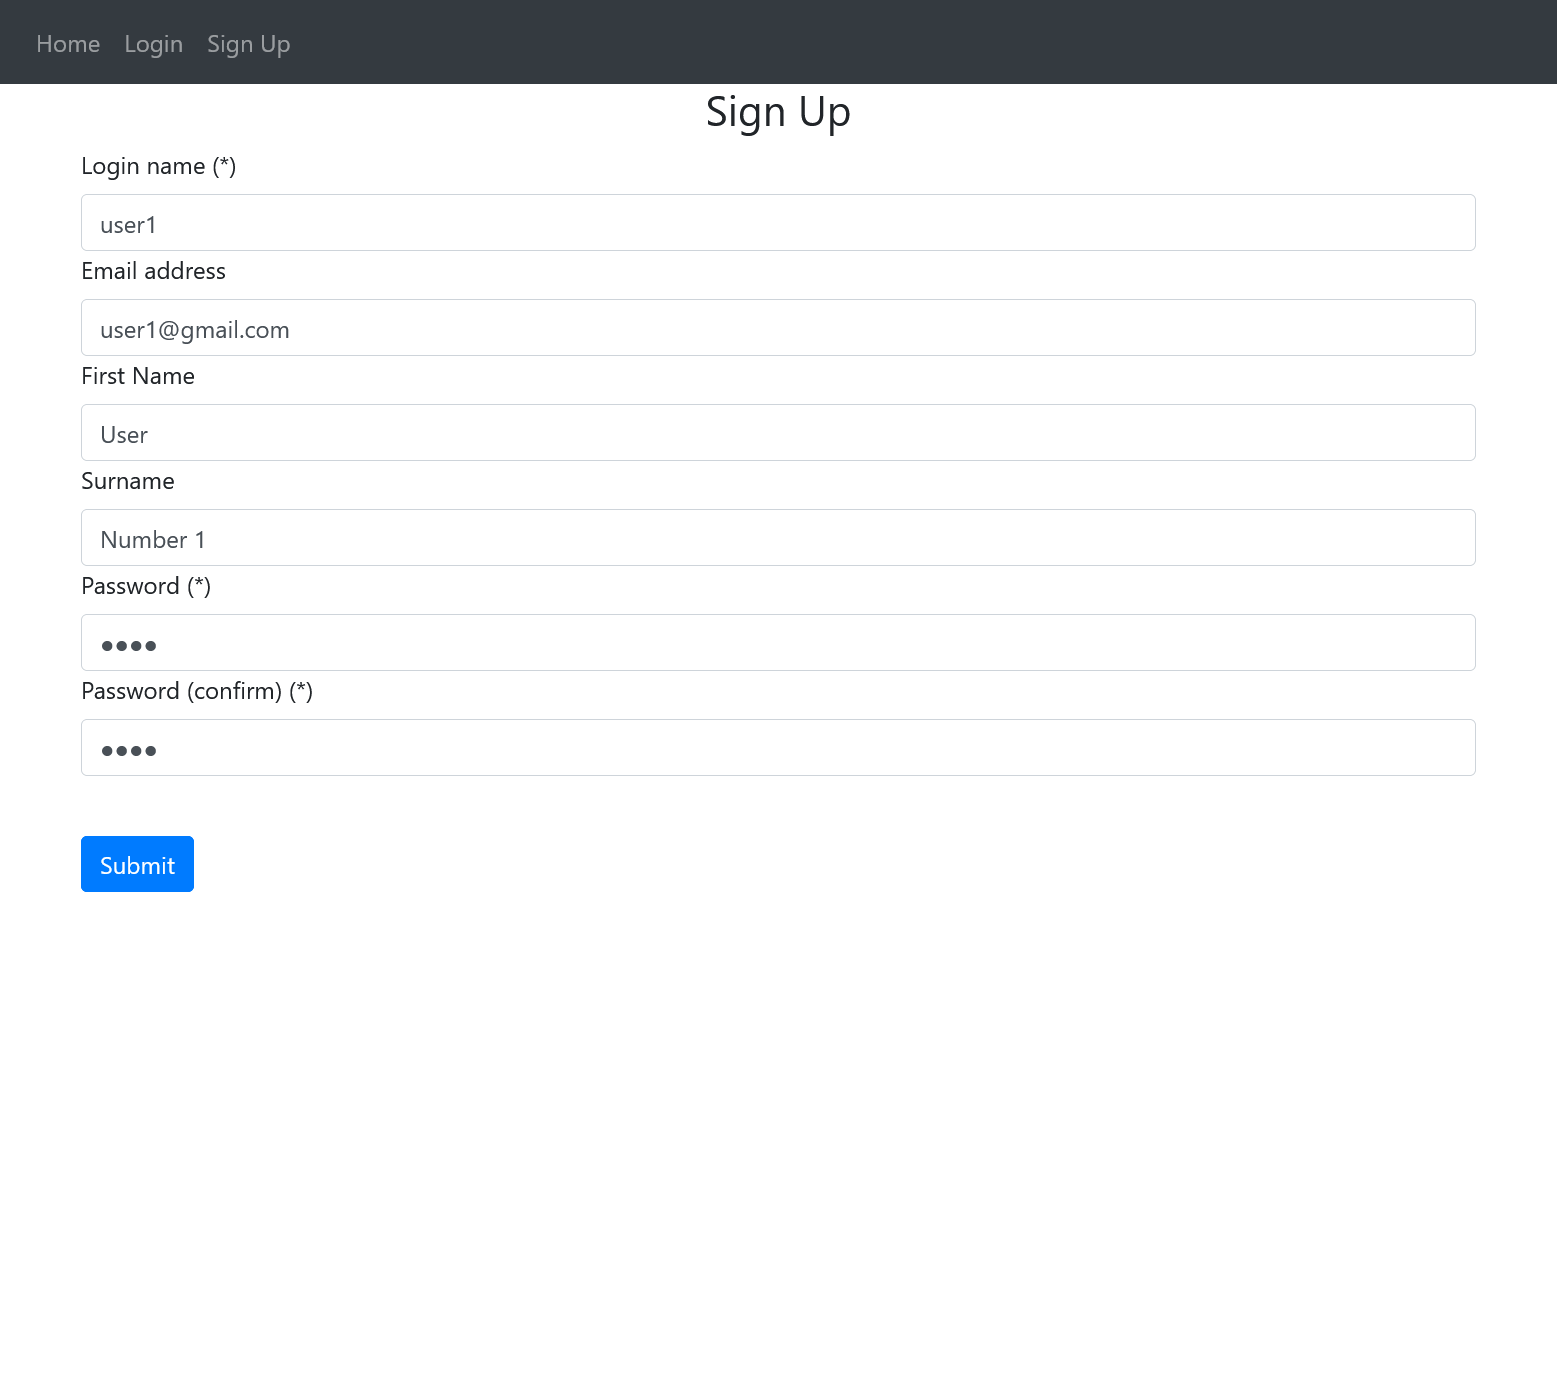 Home Login Sign Up
Sign Up
Login name (*)
user1
Email address
user1@gmail.com
First Name
User
Surname
Number 1
Password (*)
••••
Password (confirm) (*)
••••
Submit